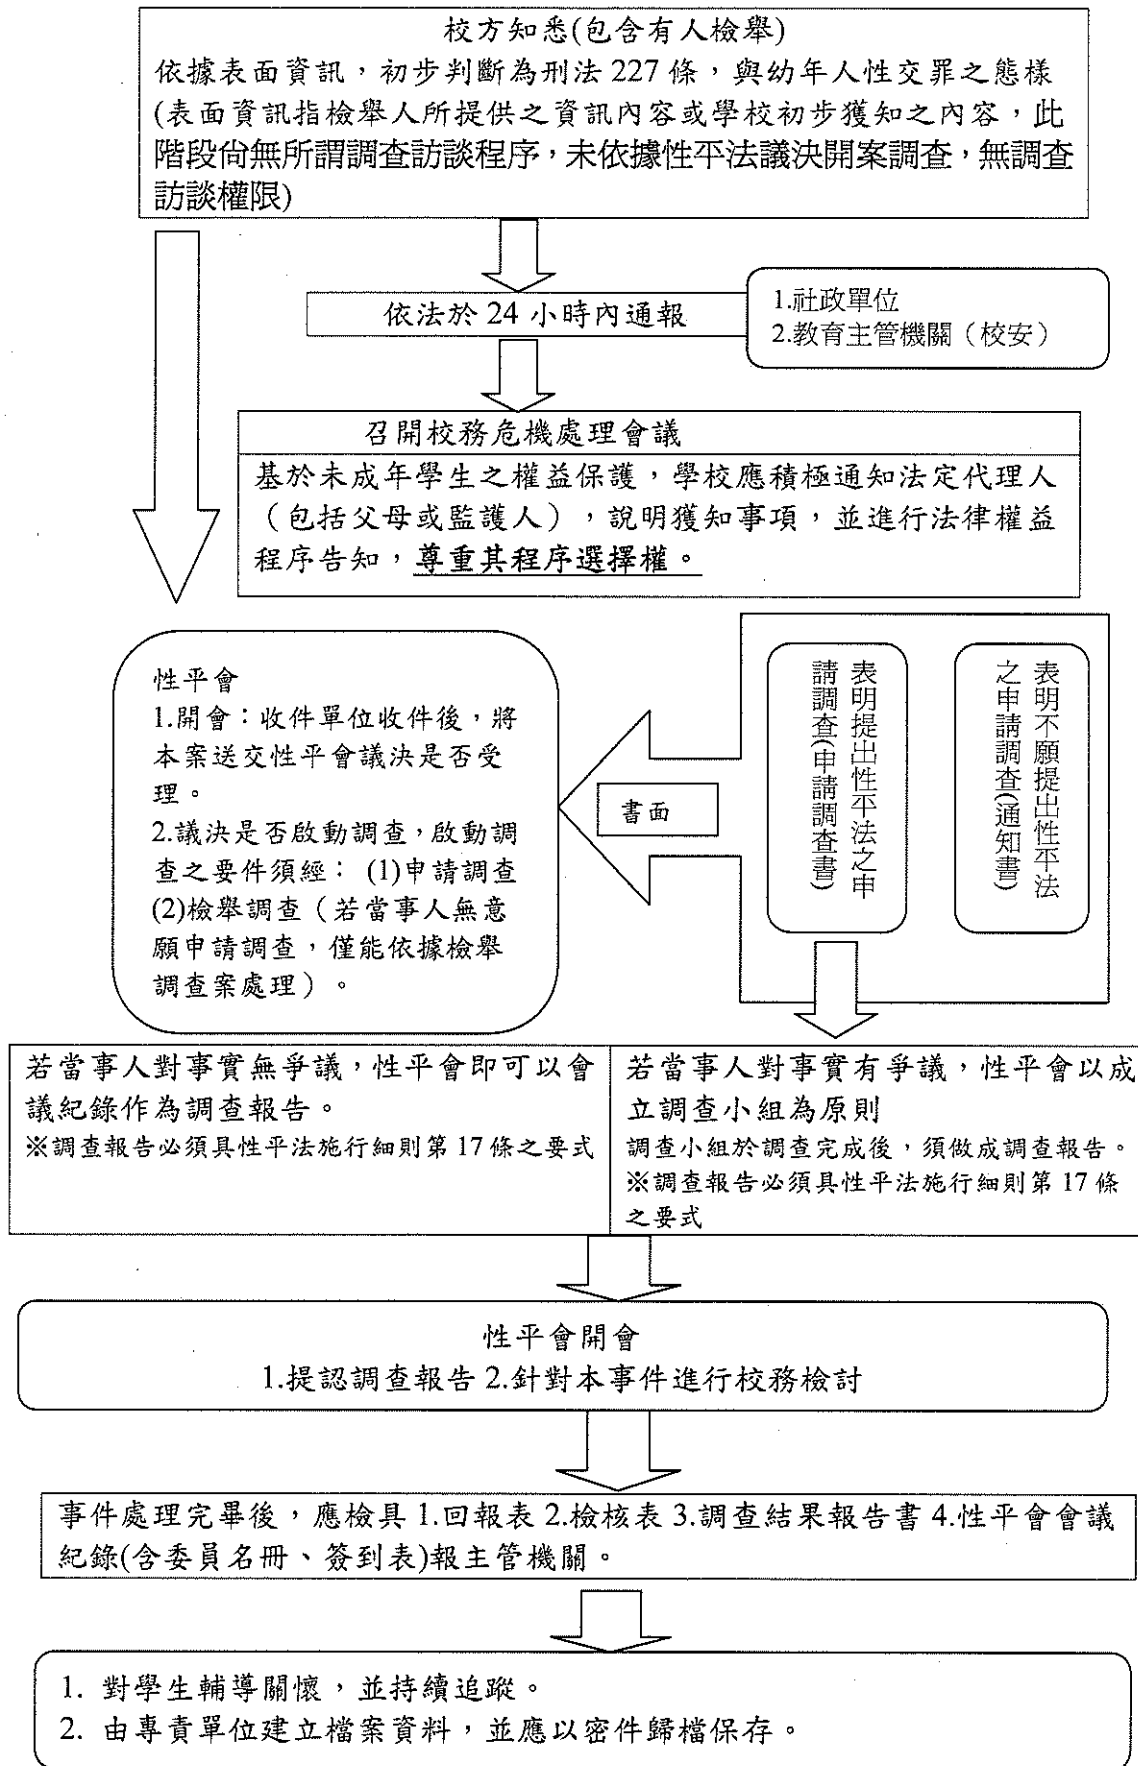 校方知悉(包含有人檢舉)
依據表面資訊，初步判斷為刑法 227 條，與幼年人性交罪之態樣
(表面資訊指檢舉人所提供之資訊內容或學校初步獲知之內容，此
階段尚無所謂調查訪談程序，未依據性平法議決開案調查，無調查
訪談權限)
依法於 24 小時內通報
1.社政單位
2.教育主管機關（校安）
召開校務危機處理會議
基於未成年學生之權益保護，學校應積極通知法定代理人
（包括父母或監護人），說明獲知事項，並進行法律權益
程序告知，尊重其程序選擇權。
表明不願提出性平法
之申請調查(通知書)
表明提出性平法之申
請調查(申請調查書)
書面
性平會
1.開會：收件單位收件後，將
本案送交性平會議決是否受
理。
2.議決是否啟動調查，啟動調
查之要件須經： (1)申請調查
(2)檢舉調查（若當事人無意
願申請調查，僅能依據檢舉
調查案處理）。
若當事人對事實無爭議，性平會即可以會
議紀錄作為調查報告。
※調查報告必須具性平法施行細則第 17 條之要式
若當事人對事實有爭議，性平會以成
立調查小組為原則
調查小組於調查完成後，須做成調查報告。
※調查報告必須具性平法施行細則第 17 條
之要式
性平會開會
1.提認調查報告 2.針對本事件進行校務檢討
事件處理完畢後，應檢具 1.回報表 2.檢核表 3.調查結果報告書 4.性平會會議
紀錄(含委員名冊、簽到表)報主管機關。
1. 對學生輔導關懷，並持續追蹤。
2. 由專責單位建立檔案資料，並應以密件歸檔保存。